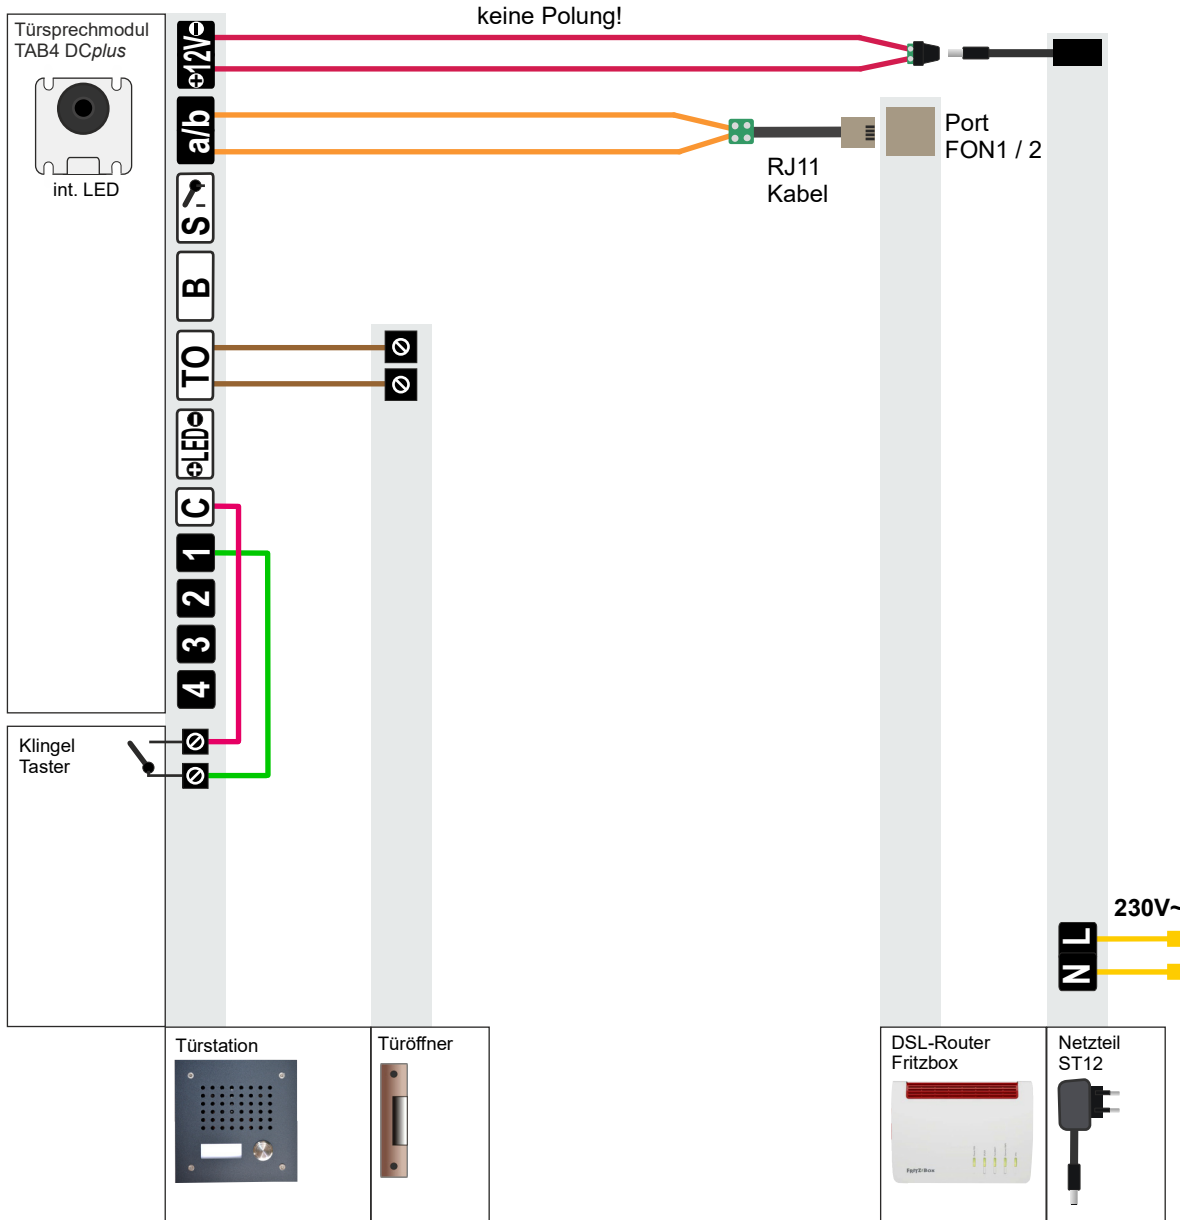 keine Polung!
Türsprechmodul
TAB4 DCplus
int. LED
+12V-
a/b
S
B
TO
+LED-
C
1
2
3
4
Port
FON1 / 2
RJ11
Kabel
Klingel
Taster
230V~
L
N
Türstation
Türöffner
DSL-Router
Fritzbox
Netzteil
ST12